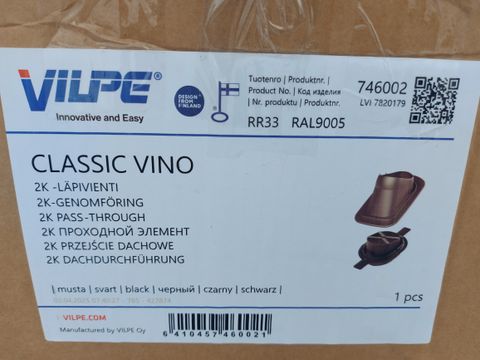 VILPE®
Innovative and Easy
DESIGN FROM FINLAND
Tuotenro | Produktnr.
Product No. | Код изделия
| Nr. produktu | Produktnr. |
746002
LVI 7820179
RR33 RAL9005
CLASSIC VINO
2K -LÄPIVIENTI
2K-GENOMFÖRING
2K PASS-THROUGH
2K ПРОХОДНОЙ ЭЛЕМЕНТ
2K PRZEJŚCIE DACHOWE
2K DACHDURCHFÜHRUNG
| musta | svart | black | черный | czarny | schwarz |
1 pcs
VILPE.COM
Manufactured by VILPE Oy
6 410457 460021